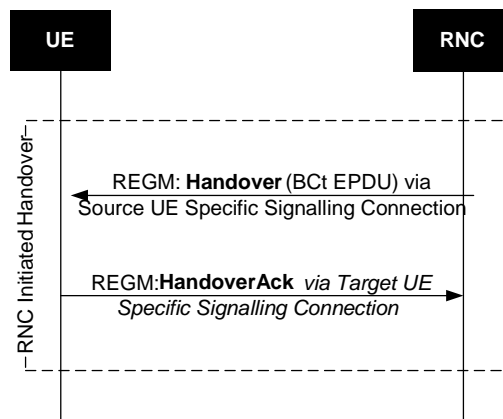 UE
RNC
RNC Initiated Handover
REGM: Handover (BCt EPDU) via
Source UE Specific Signalling Connection
REGM:HandoverAck via Target UE
Specific Signalling Connection